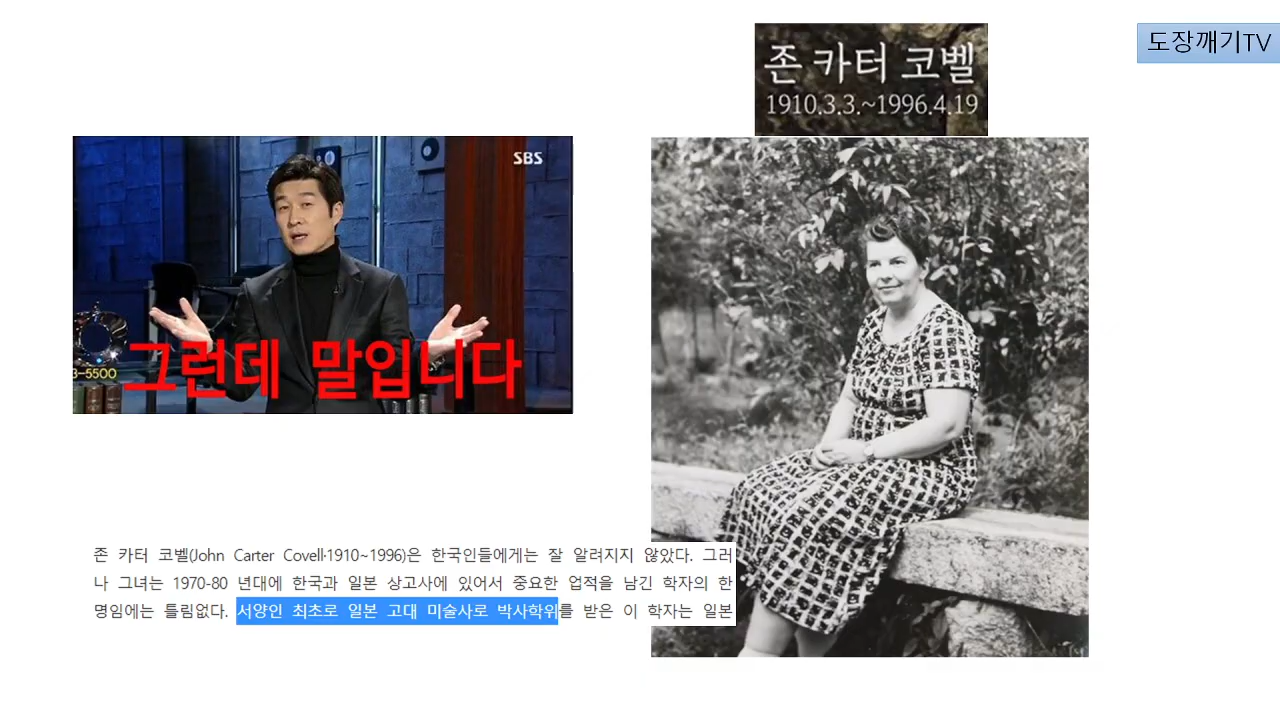 도장깨기TV
존 카터 코벨
1910.3.3.~1996.4.19
SBS
3-5500
그런데 말입니다
존 카터 코벨(John Carter Covell·1910~1996)은 한국인들에게는 잘 알려지지 않았다. 그러
나 그녀는 1970-80 년대에 한국과 일본 상고사에 있어서 중요한 업적을 남긴 학자의 한
명임에는 틀림없다. 서양인 최초로 일본 고대 미술사로 박사학위를 받은 이 학자는 일본